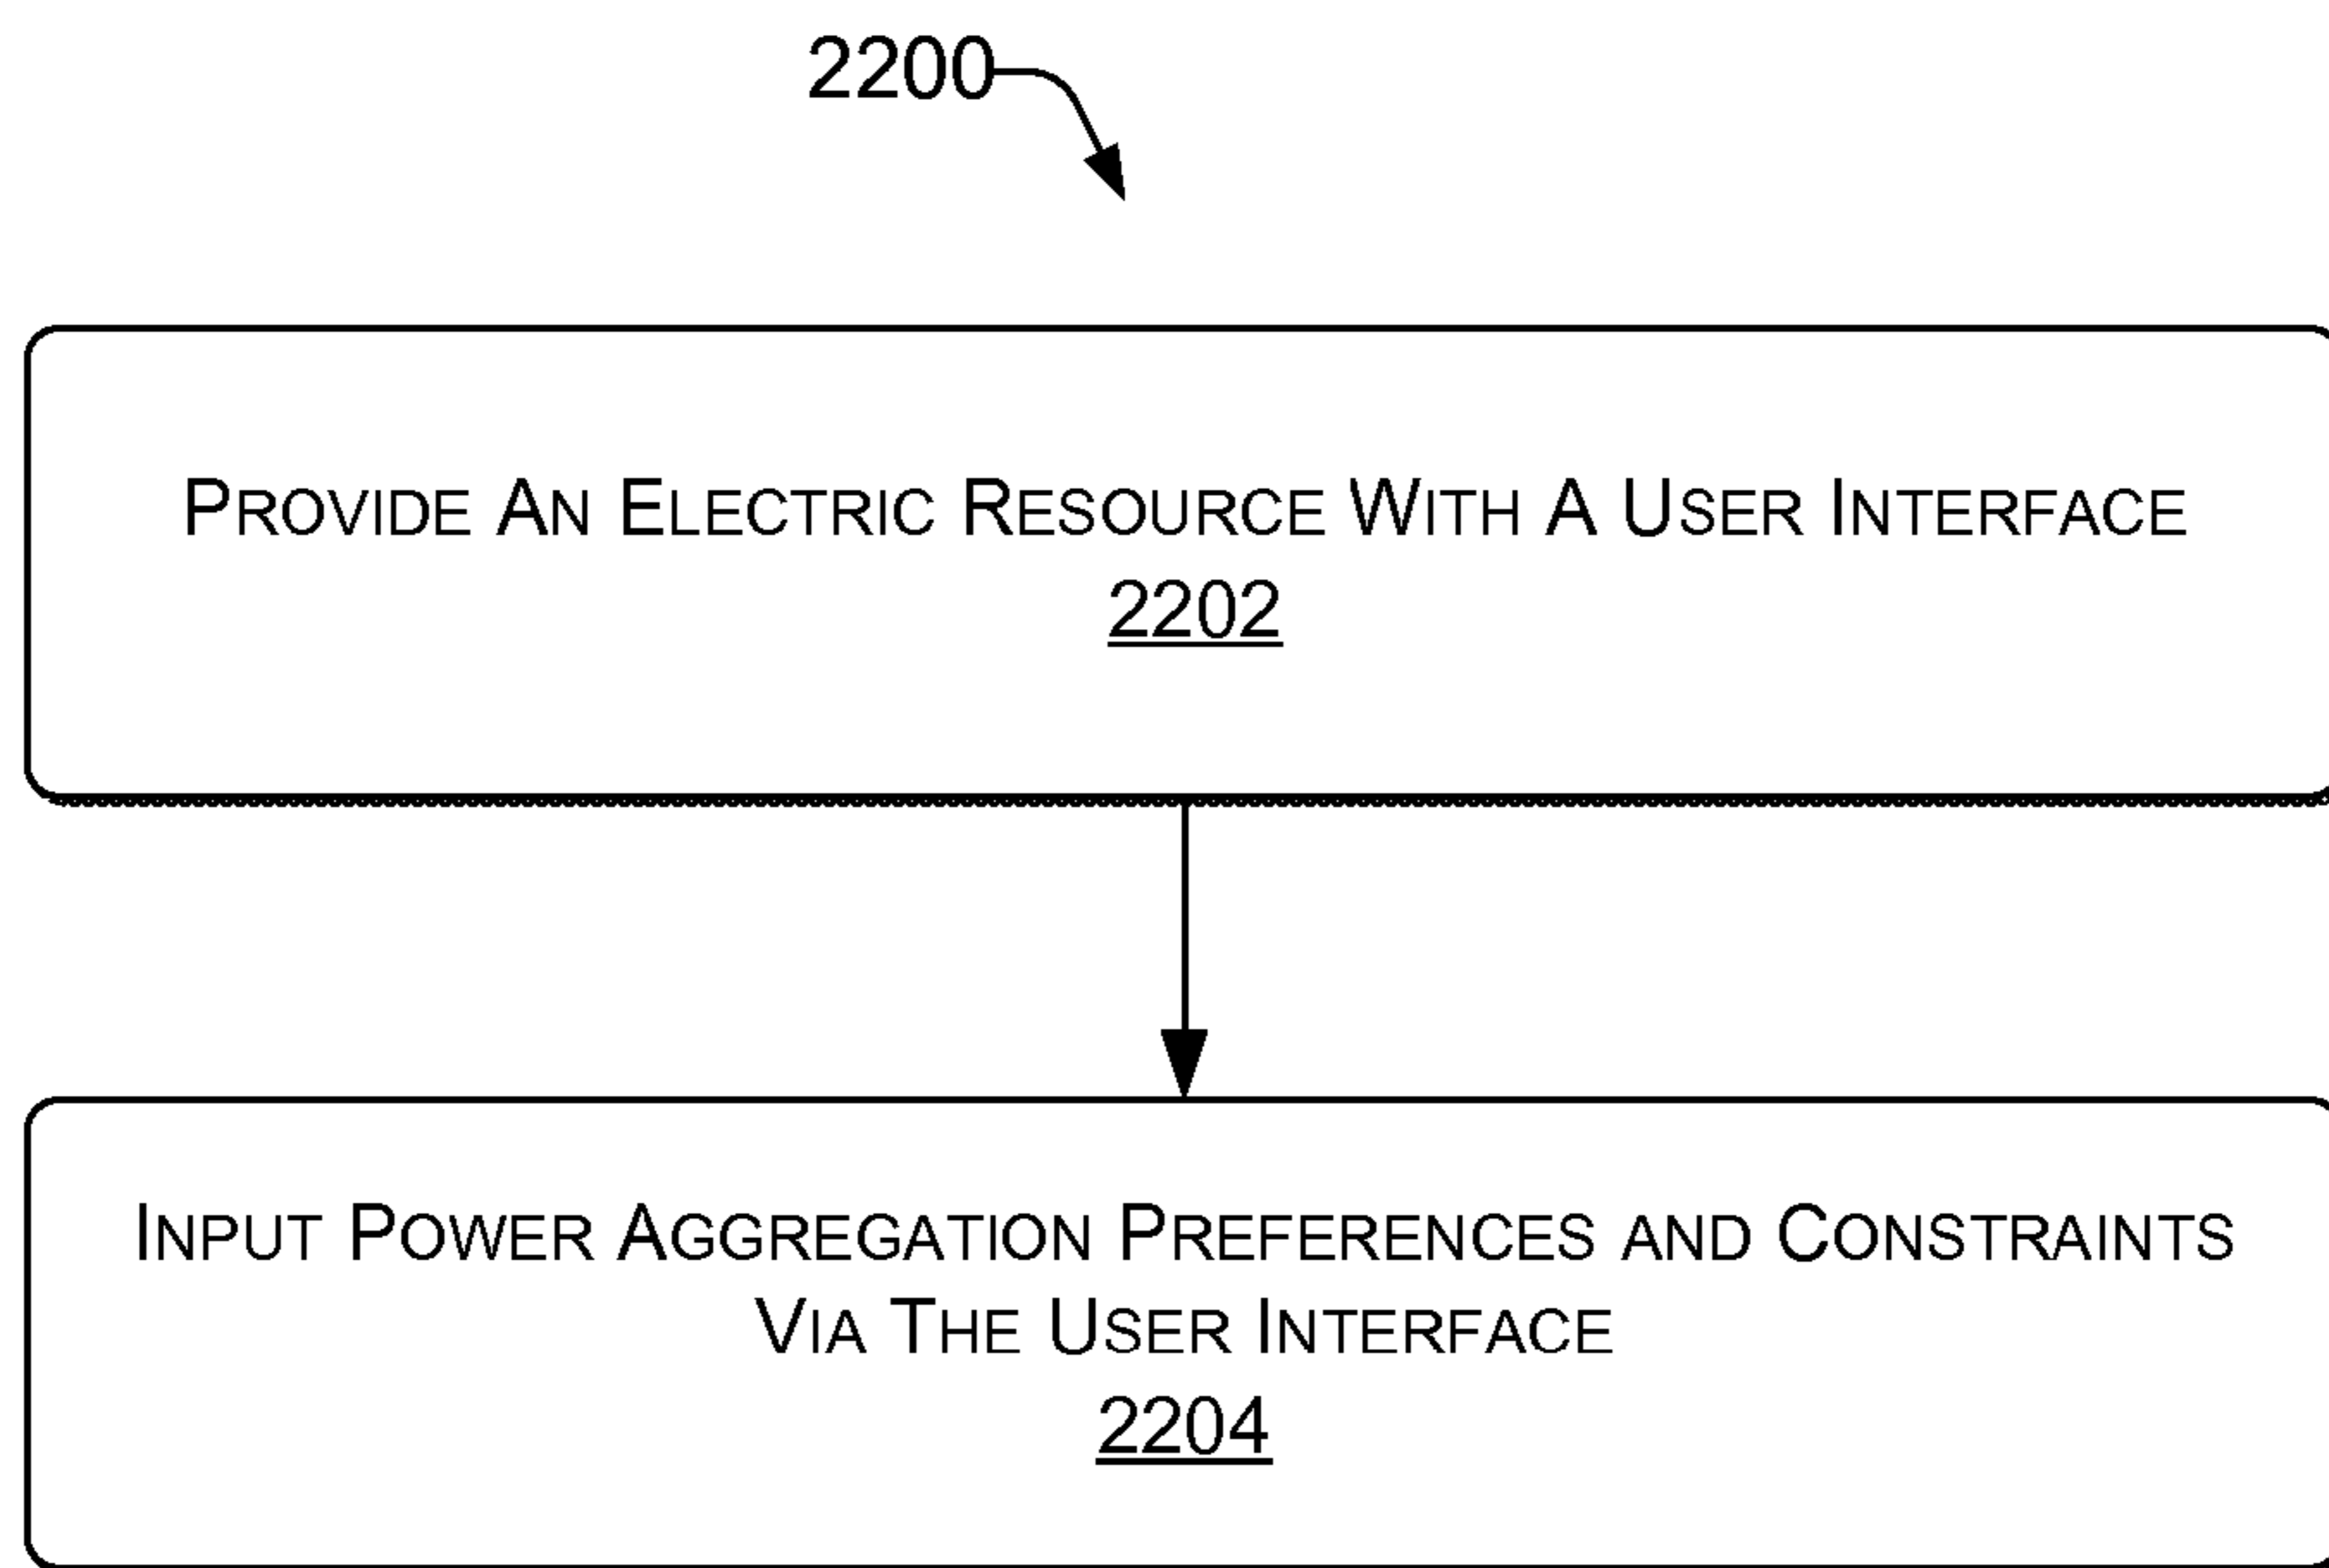 2200
PROVIDE AN ELECTRIC RESOURCE WITH A USER INTERFACE
2202
INPUT POWER AGGREGATION PREFERENCES AND CONSTRAINTS
VIA THE USER INTERFACE
2204